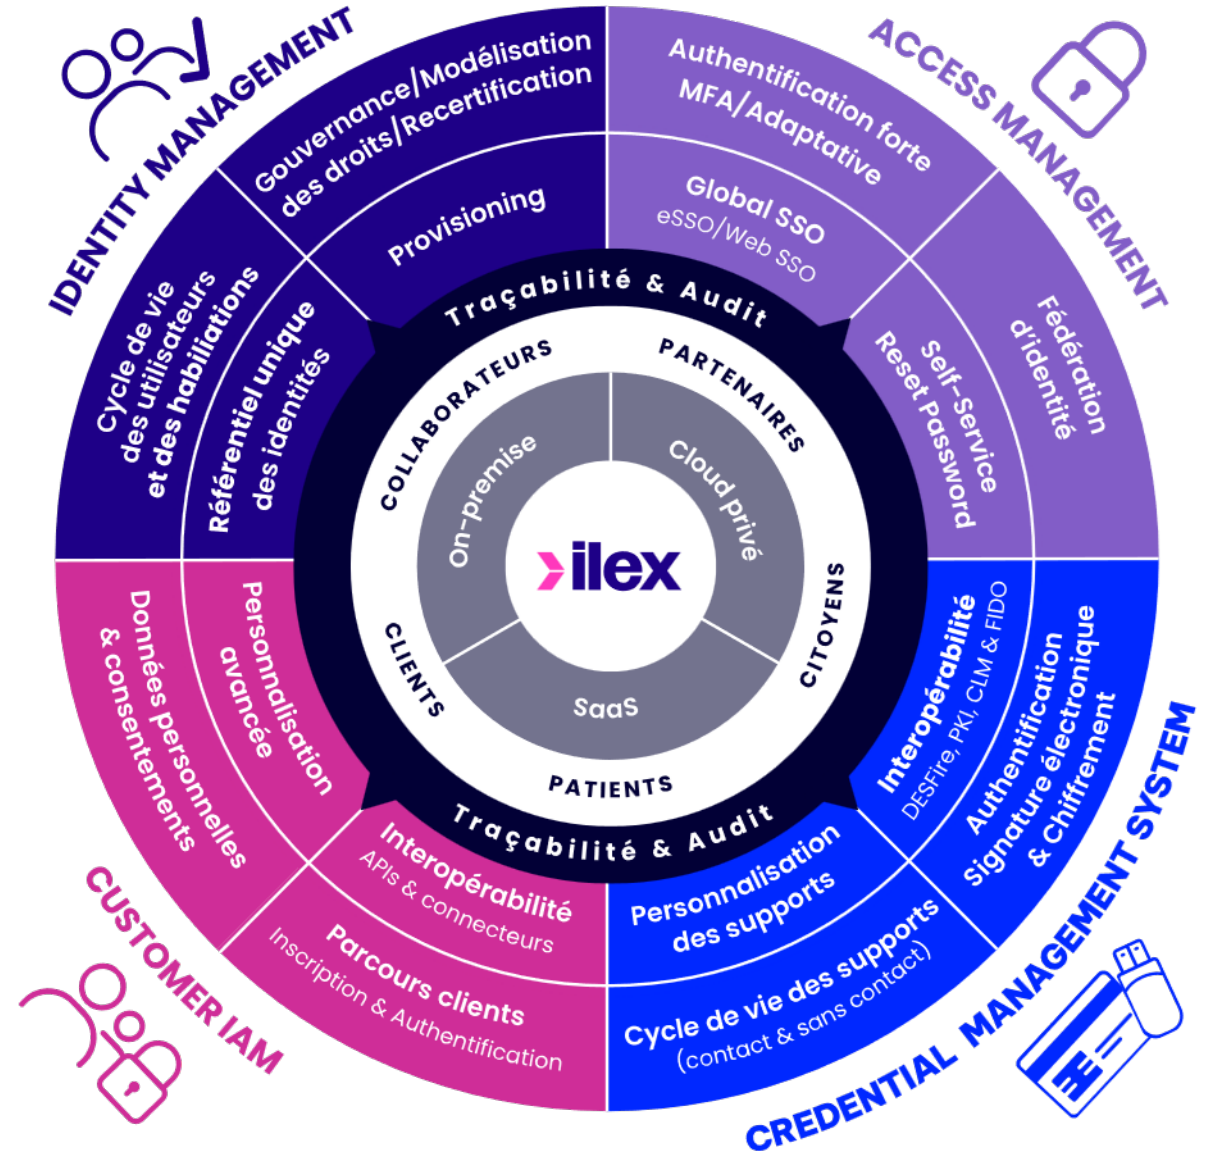 IDENTITY MANAGEMENT
Gouvernance/Modélisation
des droits/Recertification
Provisioning
Cycle de vie
des utilisateurs
et des habiliations
Référentiel unique
des identités
ACCESS MANAGEMENT
Authentification forte
MFA/Adaptative
Global SSO
eSSO/Web SSO
Fédération
d'identité
Self-Service
Reset Password
Traçabilité & Audit
COLLABORATEURS
PARTENAIRES
On-premise
Cloud privé
ilex
SaaS
CLIENTS
CITOYENS
PATIENTS
Traçabilité & Audit
Personnalisation
avancée
Données personnelles
& consentements
Interopérabilité
APIs & connecteurs
Parcours clients
Inscription & Authentification
CUSTOMER IAM
Interopérabilité
DESFire, PKI, CLM & FIDO
Authentification
Signature électronique
& Chiffrement
Personnalisation
des supports
Cycle de vie des supports
(contact & sans contact)
CREDENTIAL MANAGEMENT SYSTEM